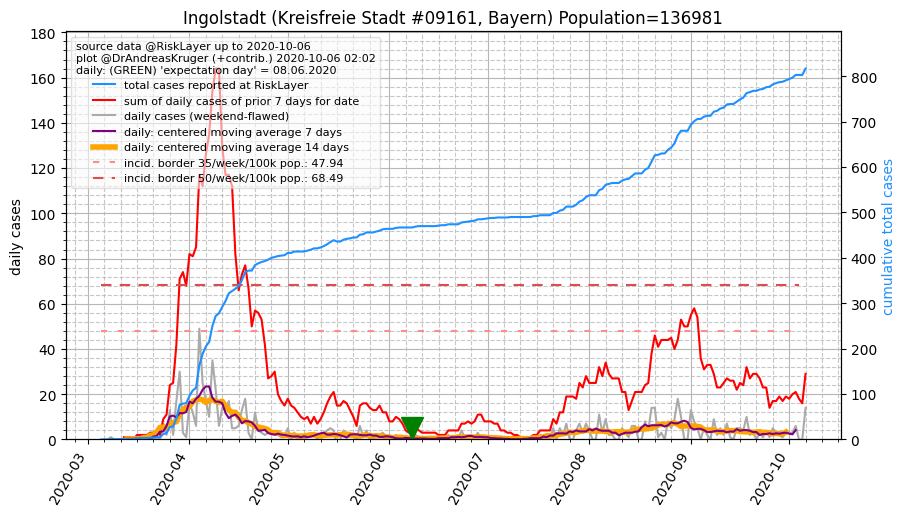 Ingolstadt (Kreisfreie Stadt #09161, Bayern) Population=136981
source data @RiskLayer up to 2020-10-06
plot @DrAndreasKruger (+contrib.) 2020-10-06 02:02
daily: (GREEN) 'expectation day' = 08.06.2020
total cases reported at RiskLayer
sum of daily cases of prior 7 days for date
daily cases (weekend-flawed)
daily: centered moving average 7 days
daily: centered moving average 14 days
incid. border 35/week/100k pop.: 47.94
incid. border 50/week/100k pop.: 68.49
daily cases
180
160
140
120
100
80
60
40
20
0
cumulative total cases
800
700
600
500
400
300
200
100
0
2020-03
2020-04
2020-05
2020-06
2020-07
2020-08
2020-09
2020-10